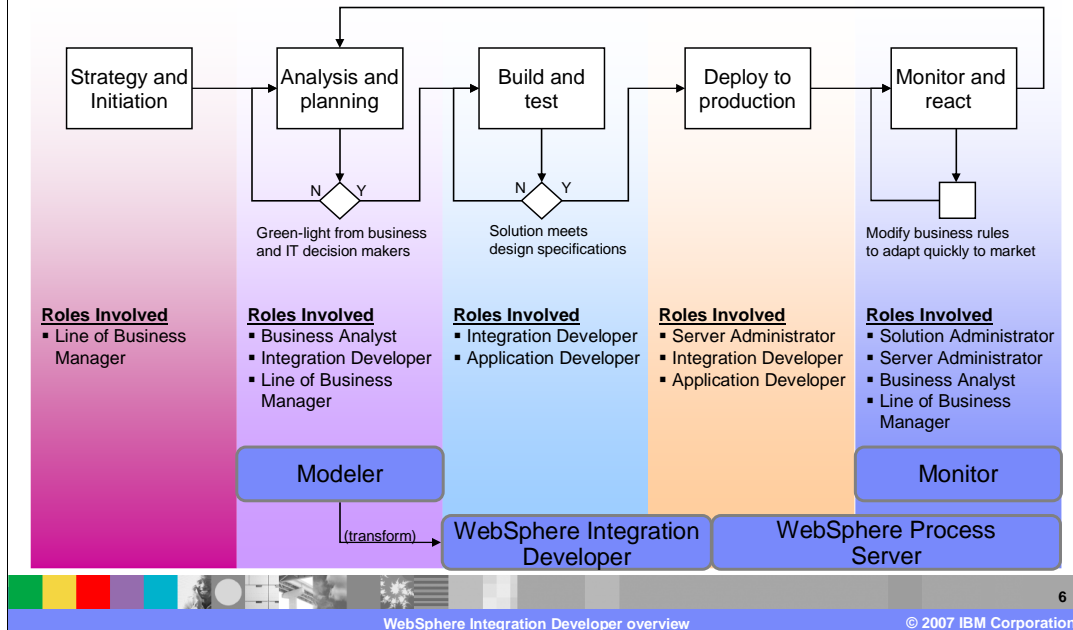 Strategy and
Initiation
Analysis and
planning
Build and
test
Deploy to
production
Monitor and
react
N
Y
N
Y
Green-light from business
and IT decision makers
Solution meets
design specifications
Modify business rules
to adapt quickly to market
Roles Involved
▪ Line of Business
Manager
Roles Involved
▪ Business Analyst
▪ Integration Developer
▪ Line of Business
Manager
Roles Involved
▪ Integration Developer
▪ Application Developer
Roles Involved
▪ Server Administrator
▪ Integration Developer
▪ Application Developer
Roles Involved
▪ Solution Administrator
▪ Server Administrator
▪ Business Analyst
▪ Line of Business
Manager
Modeler
Monitor
(transform)
WebSphere Integration
Developer
WebSphere Process
Server
6
WebSphere Integration Developer overview
© 2007 IBM Corporation